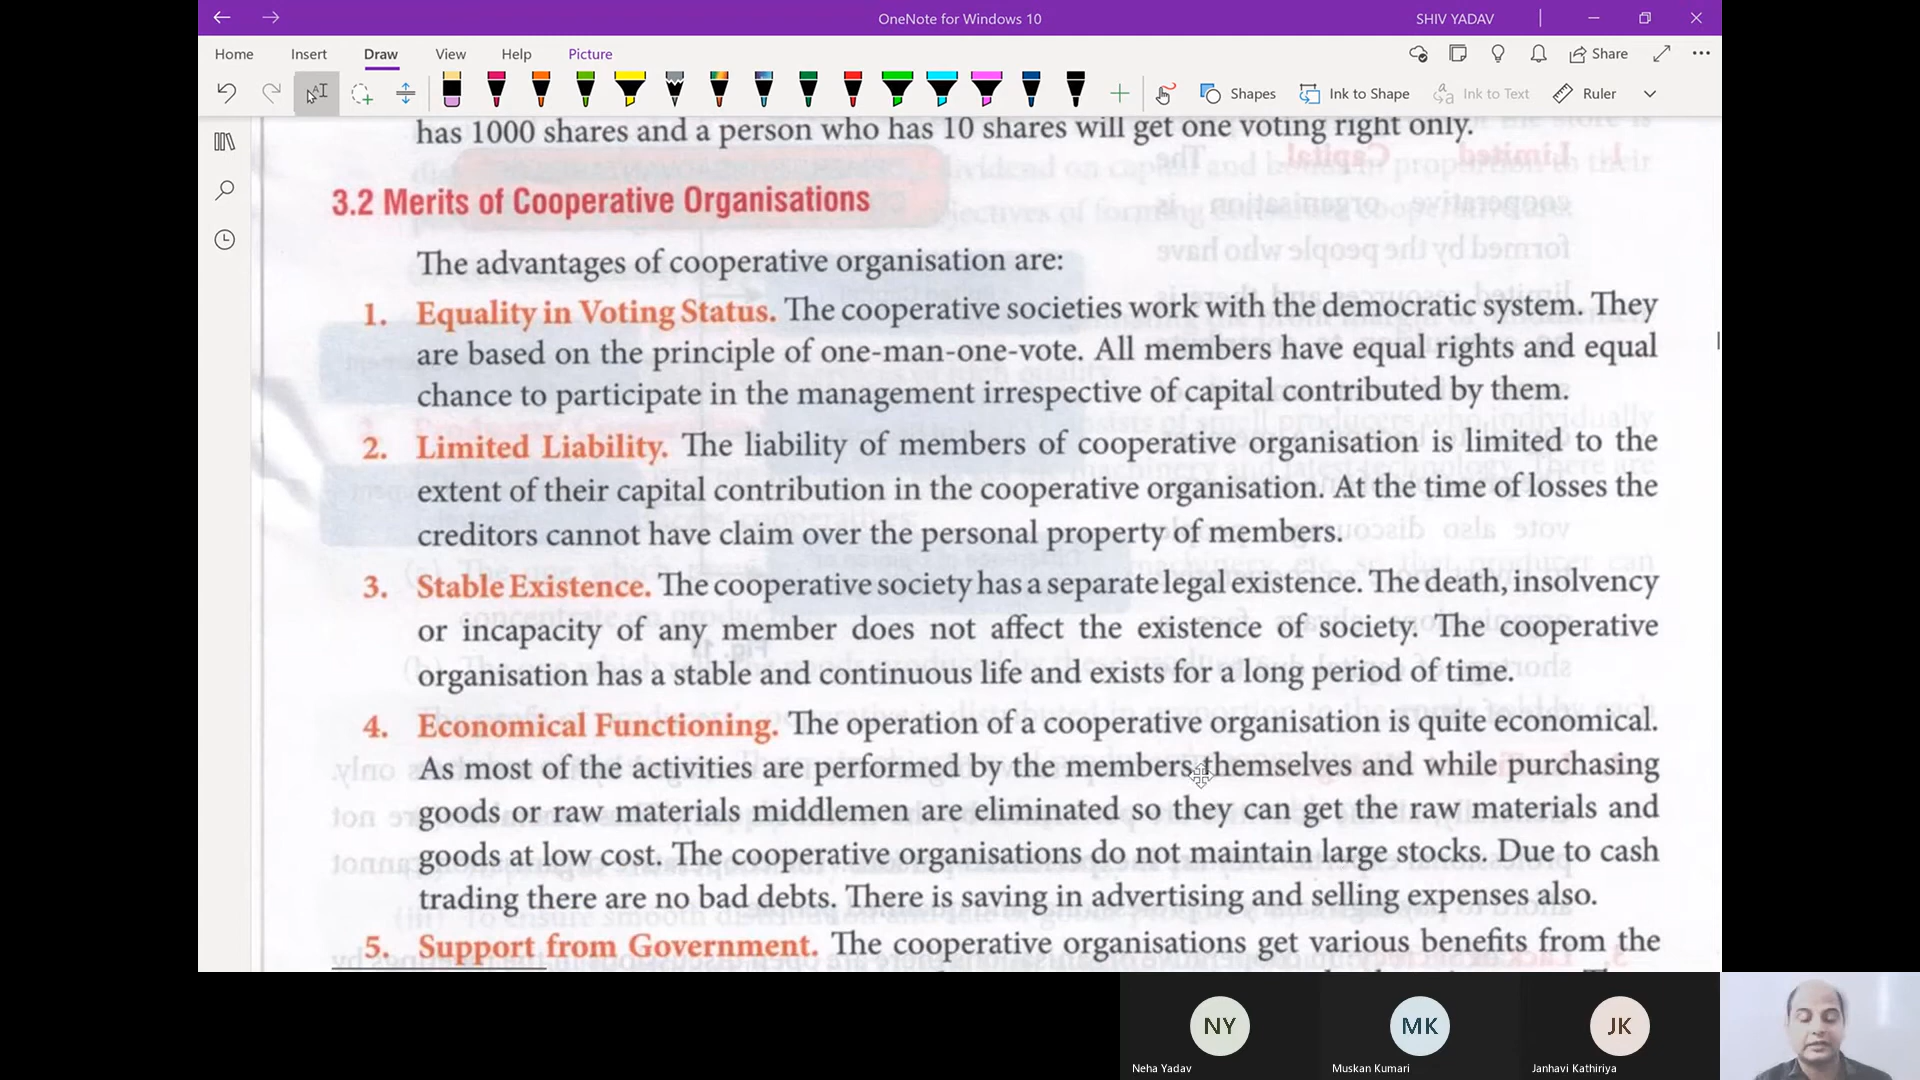 OneNote for Windows 10
SHIV YADAV
Home Insert Draw View Help Picture
Share
Shapes Ink to Shape Ink to Text Ruler
has 1000 shares and a person who has 10 shares will get one voting right only.
3.2 Merits of Cooperative Organisations
The advantages of cooperative organisation are:
1. Equality in Voting Status. The cooperative societies work with the democratic system. They
are based on the principle of one-man-one-vote. All members have equal rights and equal
chance to participate in the management irrespective of capital contributed by them.
2. Limited Liability. The liability of members of cooperative organisation is limited to the
extent of their capital contribution in the cooperative organisation. At the time of losses the
creditors cannot have claim over the personal property of members.
3. Stable Existence. The cooperative society has a separate legal existence. The death, insolvency
or incapacity of any member does not affect the existence of society. The cooperative
organisation has a stable and continuous life and exists for a long period of time.
4. Economical Functioning. The operation of a cooperative organisation is quite economical.
As most of the activities are performed by the members themselves and while purchasing
goods or raw materials middlemen are eliminated so they can get the raw materials and
goods at low cost. The cooperative organisations do not maintain large stocks. Due to cash
trading there are no bad debts. There is saving in advertising and selling expenses also.
5. Support from Government. The cooperative organisations get various benefits from the
NY MK JK
Neha Yadav Muskan Kumari Janhavi Kathiriya